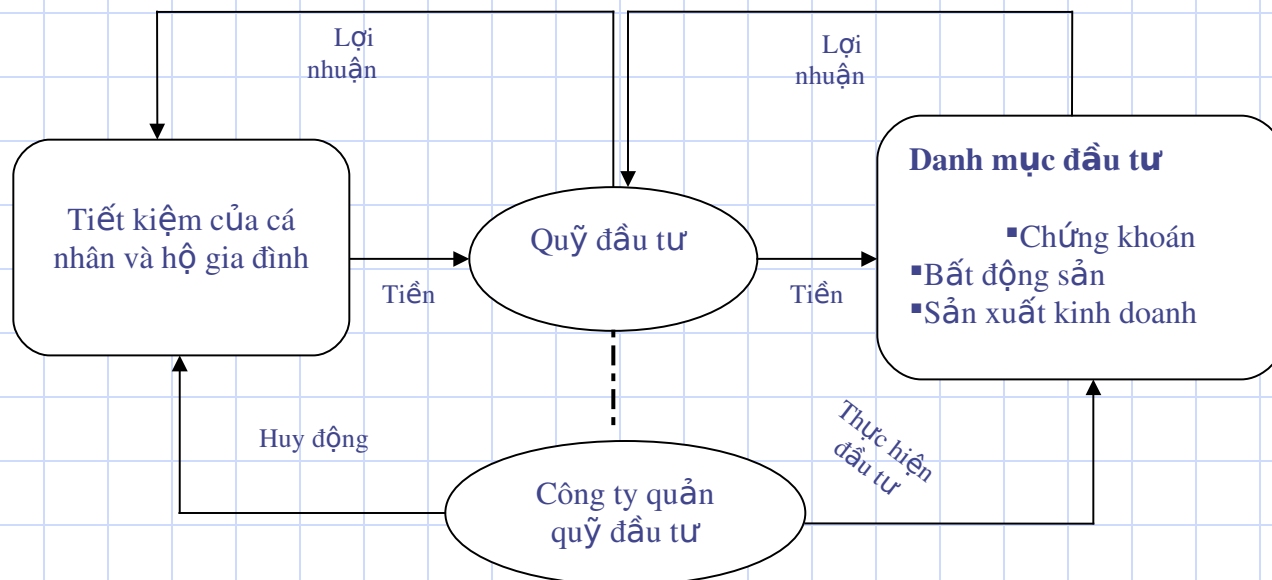 Lợi
nhuận
Lợi
nhuận
Tiết kiệm của cá
nhân và hộ gia đình
Tiền
Quỹ đầu tư
Tiền
Danh mục đầu tư
▪Chứng khoán
▪Bất động sản
▪Sản xuất kinh doanh
Huy động
Thực hiện
đầu tư
Công ty quản
quỹ đầu tư